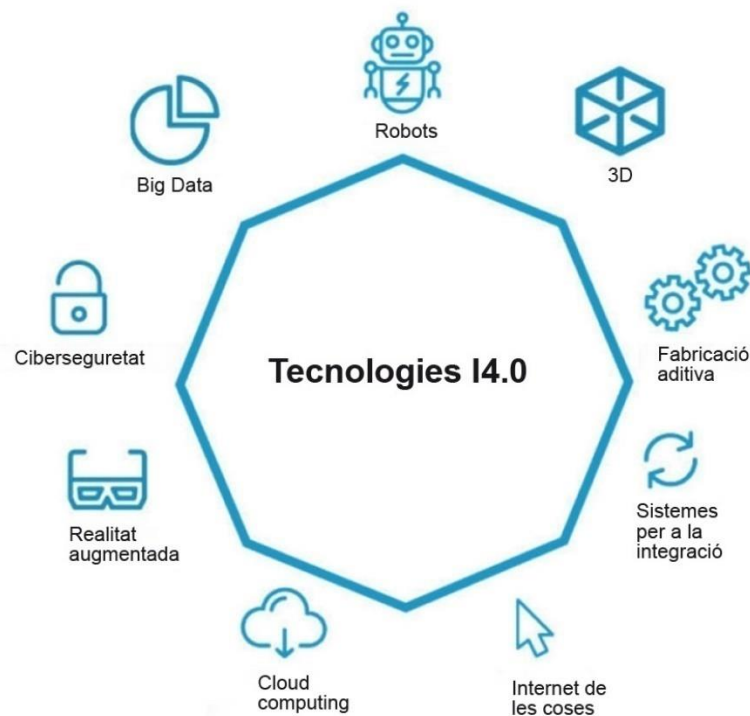 Robots
Big Data
3D
Ciberseguretat
Tecnologies I4.0
Fabricació
aditiva
Realitat
augmentada
Sistemes
per a la
integració
Cloud
computing
Internet de
les coses